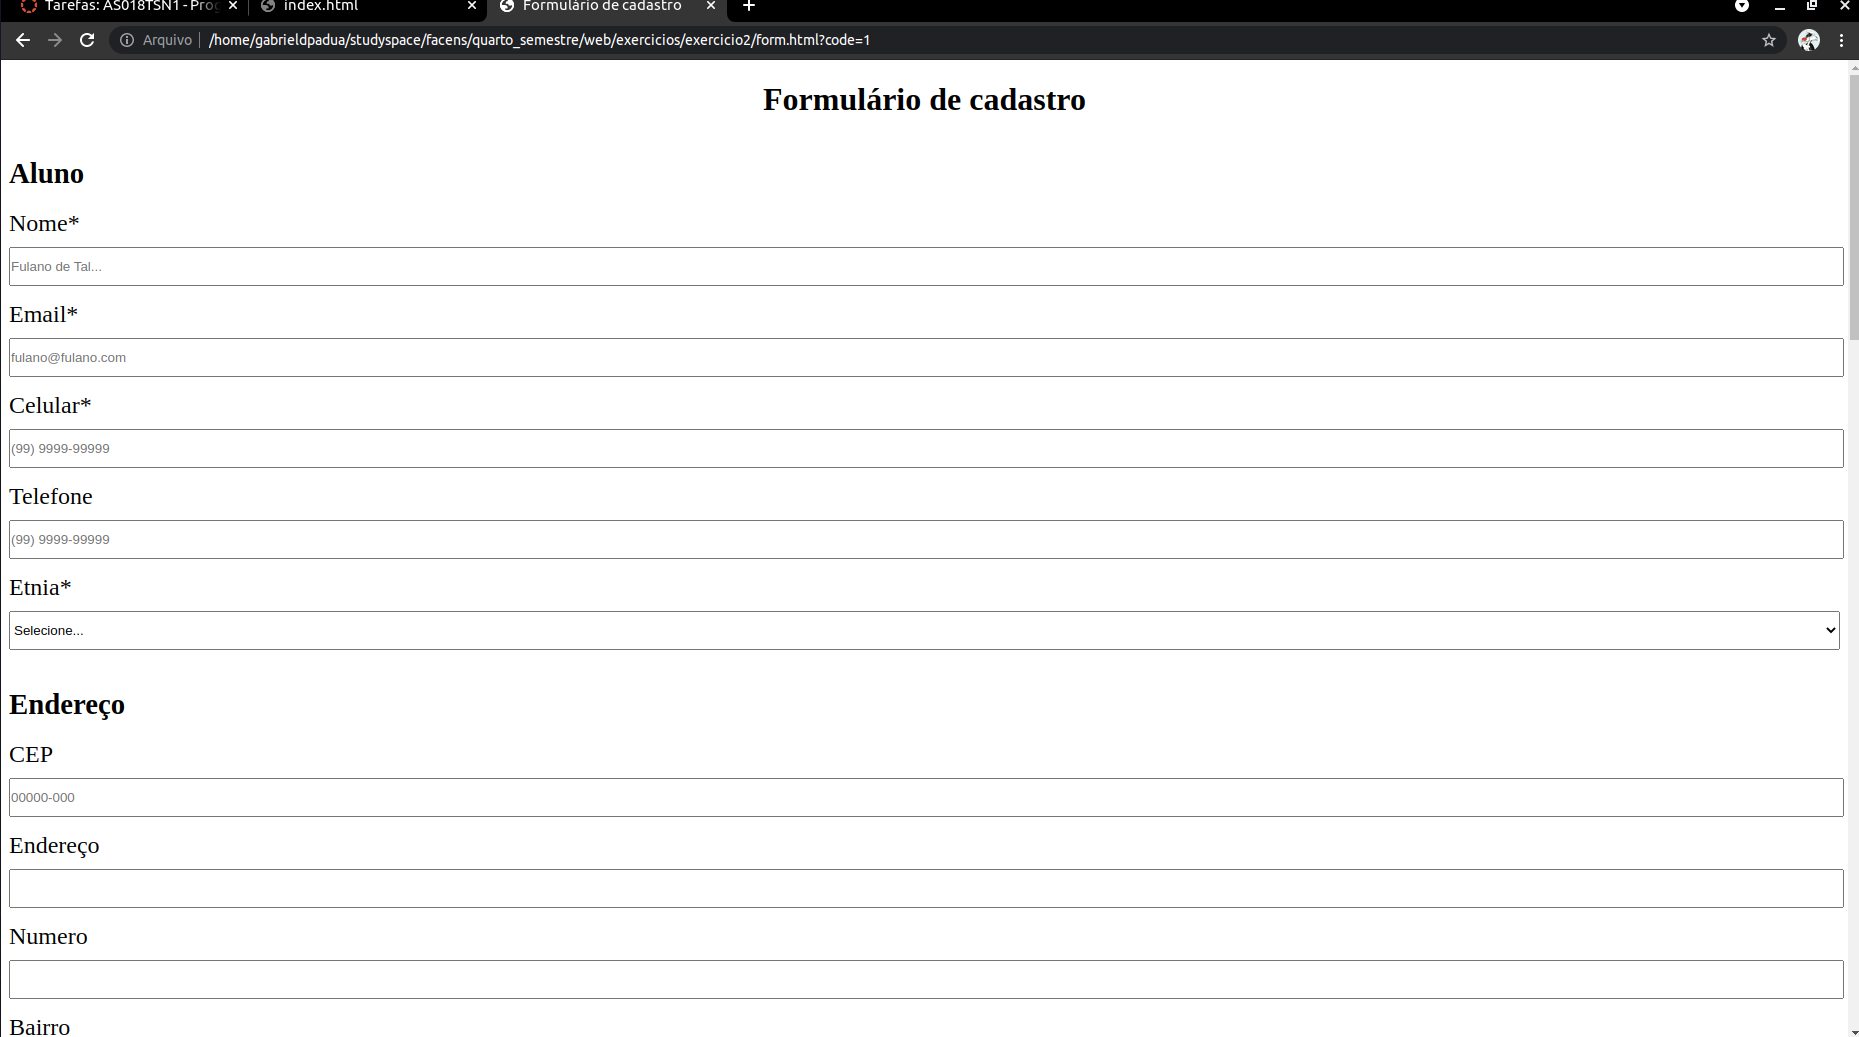 Tarefas: AS018TSN1 - Prog
index.html
Formulário de cadastro
Arquivo /home/gabrieldpadua/studyspace/facens/quarto_semestre/web/exercicios/exercicio2/form.html?code=1
Formulário de cadastro
Aluno
Nome*
Fulano de Tal...
Email*
fulano@fulano.com
Celular*
(99) 9999-99999
Telefone
(99) 9999-99999
Etnia*
Selecione...
Endereço
CEP
00000-000
Endereço
Numero
Bairro